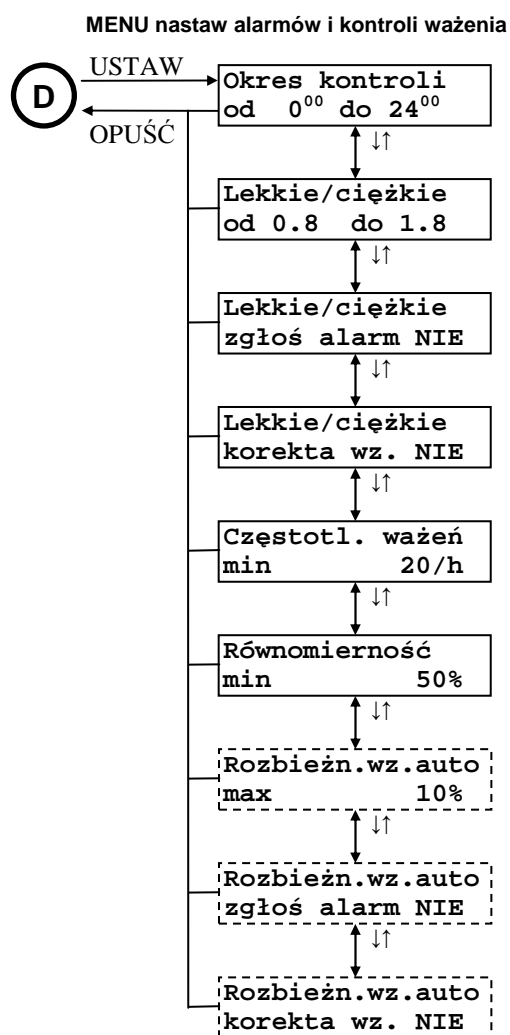 MENU nastaw alarmów i kontroli ważenia
USTAW
D
OPUŚĆ
Okres kontroli
od 0⁰⁰ do 24⁰⁰
↓↑
Lekkie/ciężkie
od 0.8 do 1.8
↓↑
Lekkie/ciężkie
zgłoś alarm NIE
↓↑
Lekkie/ciężkie
korekta wz. NIE
↓↑
Częstotl. ważeń
min 20/h
↓↑
Równomierność
min 50%
↓↑
Rozbieżn.wz.auto
max 10%
↓↑
Rozbieżn.wz.auto
zgłoś alarm NIE
↓↑
Rozbieżn.wz.auto
korekta wz. NIE